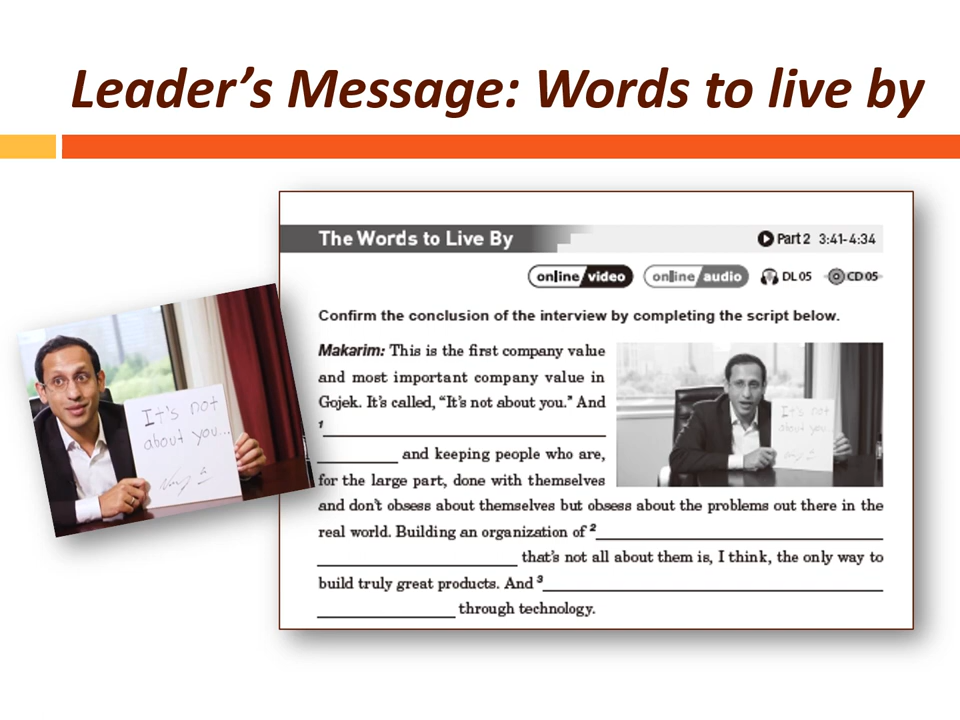 Leader's Message: Words to live by
The Words to Live By
Part 2 3:41-4:34
online video online audio DL 05 CD 05
Confirm the conclusion of the interview by completing the script below.
Makarim: This is the first company value
and most important company value in
Gojek. It's called, “It's not about you.” And
1
and keeping people who are,
for the large part, done with themselves
and don't obsess about themselves but obsess about the problems out there in the
real world. Building an organization of 2
that's not all about them is, I think, the only way to
build truly great products. And 3
through technology.
It's not
about you...
It's not
about you...